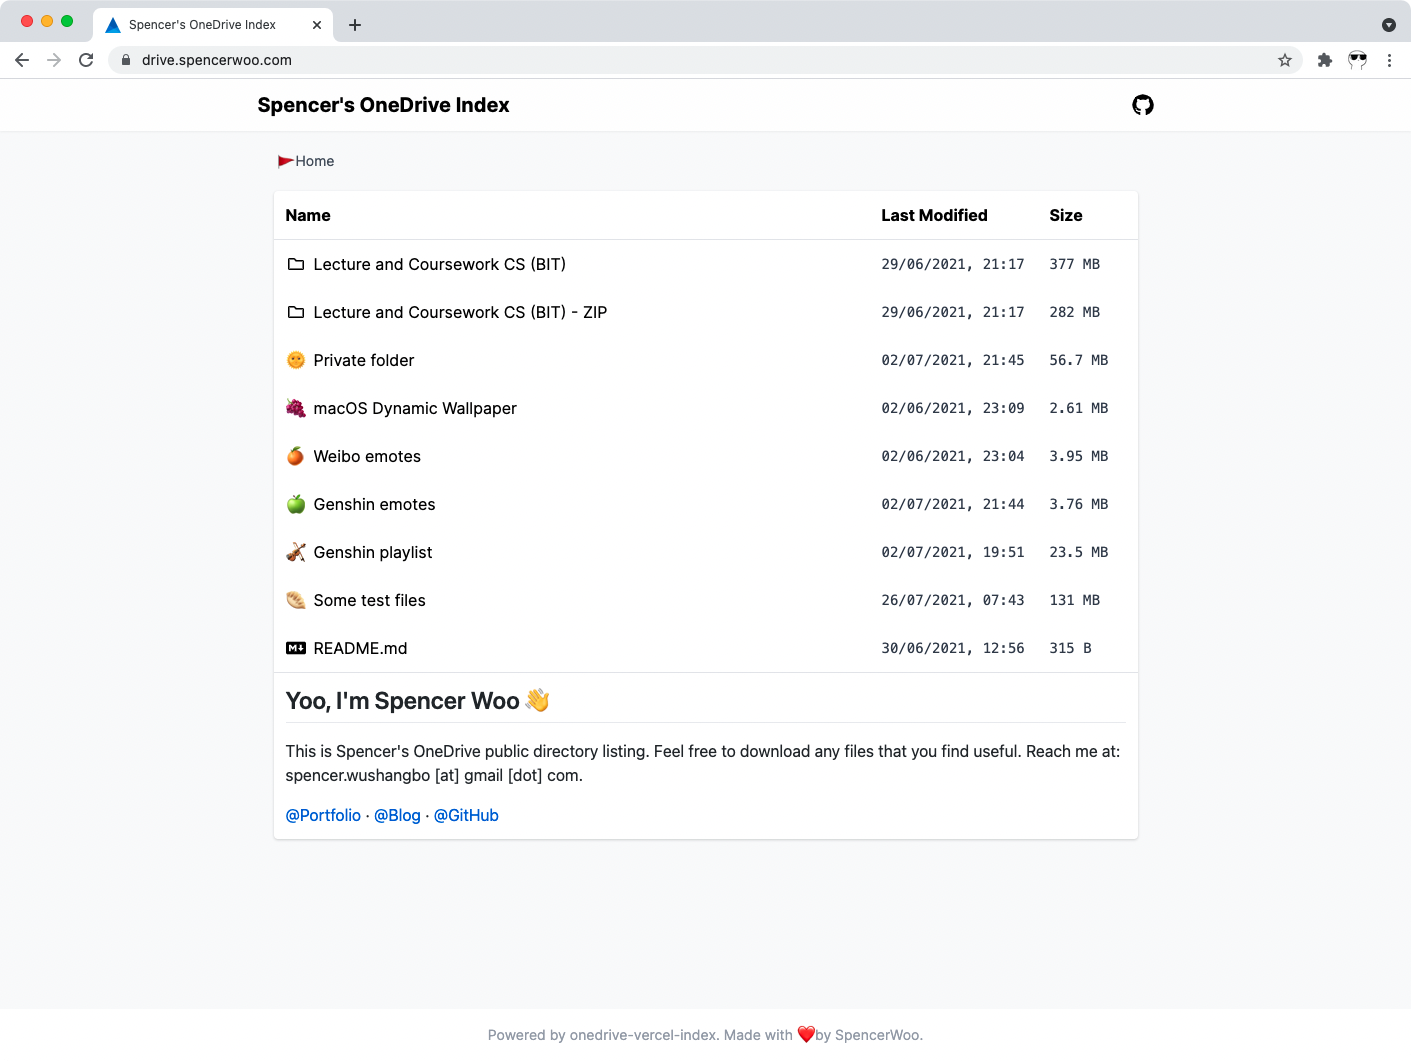 Spencer's OneDrive Index
drive.spencerwoo.com
Spencer's OneDrive Index
Home
Name Last Modified Size
Lecture and Coursework CS (BIT) 29/06/2021, 21:17 377 MB
Lecture and Coursework CS (BIT) - ZIP 29/06/2021, 21:17 282 MB
Private folder 02/07/2021, 21:45 56.7 MB
macOS Dynamic Wallpaper 02/06/2021, 23:09 2.61 MB
Weibo emotes 02/06/2021, 23:04 3.95 MB
Genshin emotes 02/07/2021, 21:44 3.76 MB
Genshin playlist 02/07/2021, 19:51 23.5 MB
Some test files 26/07/2021, 07:43 131 MB
README.md 30/06/2021, 12:56 315 B
Yoo, I'm Spencer Woo 👋
This is Spencer's OneDrive public directory listing. Feel free to download any files that you find useful. Reach me at:
spencer.wushangbo [at] gmail [dot] com.
@Portfolio · @Blog · @GitHub
Powered by onedrive-vercel-index. Made with ❤️by SpencerWoo.